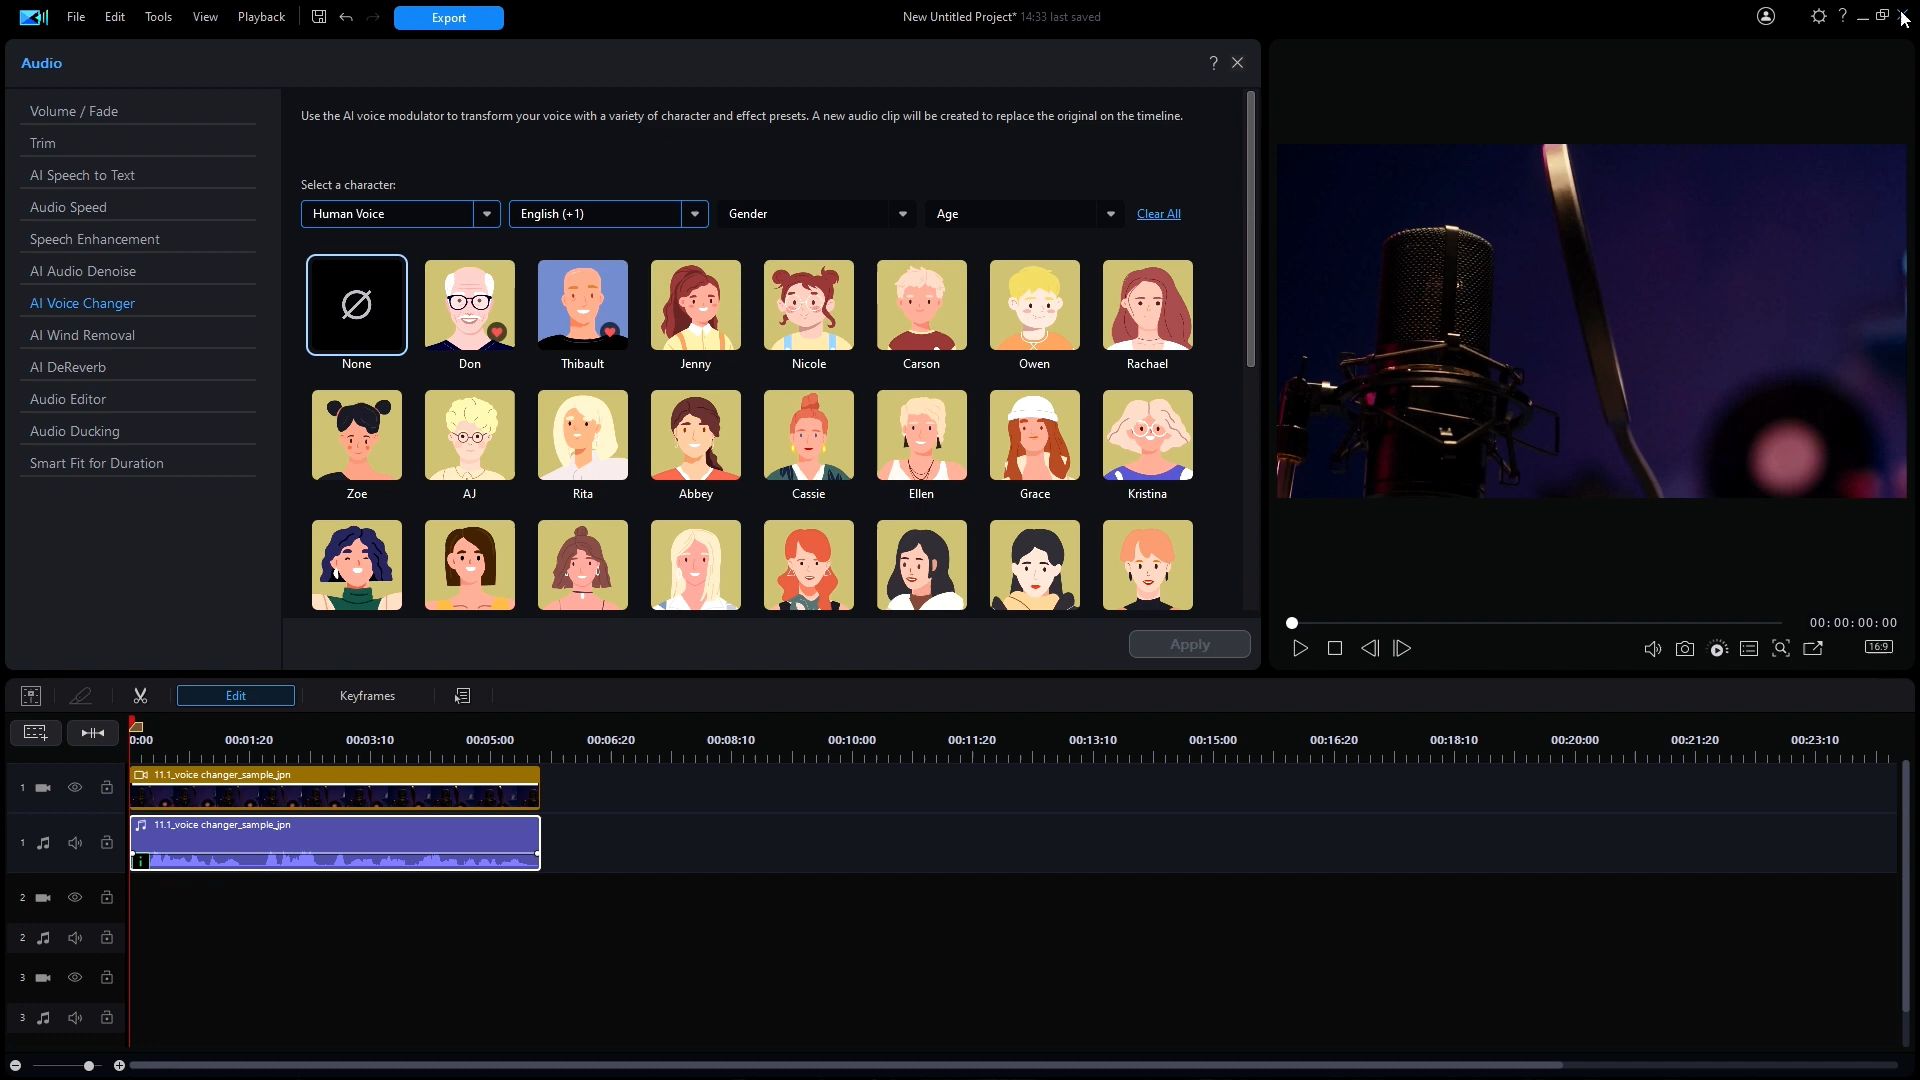 File Edit Tools View Playback Export New Untitled Project* 14:33 last saved ?
Audio ?
Volume / Fade
Trim
AI Speech to Text
Audio Speed
Speech Enhancement
AI Audio Denoise
AI Voice Changer
AI Wind Removal
AI DeReverb
Audio Editor
Audio Ducking
Smart Fit for Duration
Use the AI voice modulator to transform your voice with a variety of character and effect presets. A new audio clip will be created to replace the original on the timeline.
Select a character:
Human Voice English (+1) Gender Age Clear All
None Don Thibault Jenny Nicole Carson Owen Rachael
Zoe AJ Rita Abbey Cassie Ellen Grace Kristina
Apply
00:00:00:00
16:9
Edit Keyframes
0:00 00:01:20 00:03:10 00:05:00 00:06:20 00:08:10 00:10:00 00:11:20 00:13:10 00:15:00 00:16:20 00:18:10 00:20:00 00:21:20 00:23:10
11.1_voice changer_sample_jpn
1
11.1_voice changer_sample_jpn
1
i
2
2
3
3